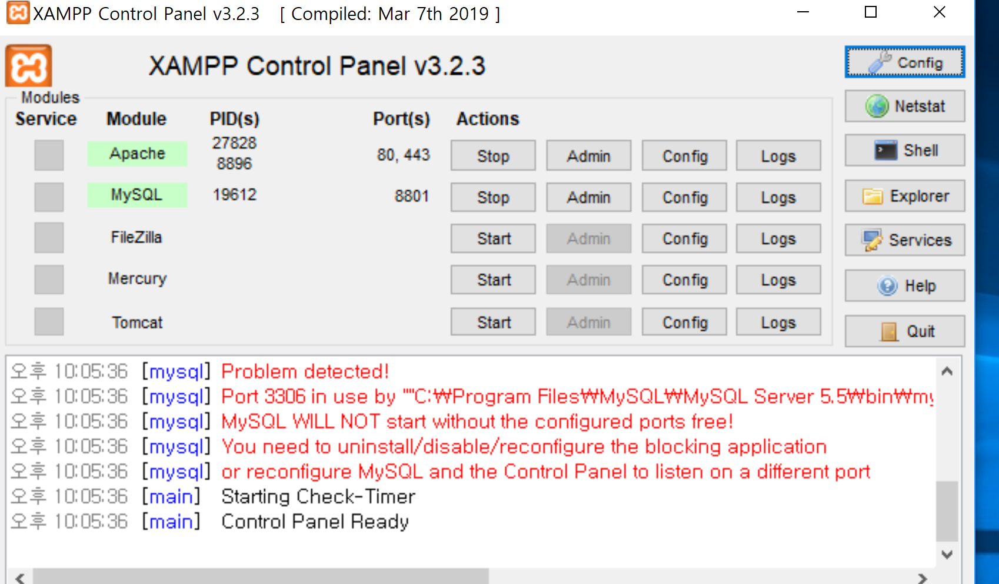 XAMPP Control Panel v3.2.3 [ Compiled: Mar 7th 2019 ]
XAMPP Control Panel v3.2.3
Config
Modules
Service Module PID(s) Port(s) Actions
Netstat
Apache 27828 8896 80, 443 Stop Admin Config Logs
Shell
MySQL 19612 8801 Stop Admin Config Logs
Explorer
FileZilla Start Admin Config Logs
Services
Mercury Start Admin Config Logs
Help
Tomcat Start Admin Config Logs
Quit
오후 10:05:36 [mysql] Problem detected!
오후 10:05:36 [mysql] Port 3306 in use by ""C:₩Program Files₩MySQL₩MySQL Server 5.5₩bin₩my
오후 10:05:36 [mysql] MySQL WILL NOT start without the configured ports free!
오후 10:05:36 [mysql] You need to uninstall/disable/reconfigure the blocking application
오후 10:05:36 [mysql] or reconfigure MySQL and the Control Panel to listen on a different port
오후 10:05:36 [main] Starting Check-Timer
오후 10:05:36 [main] Control Panel Ready